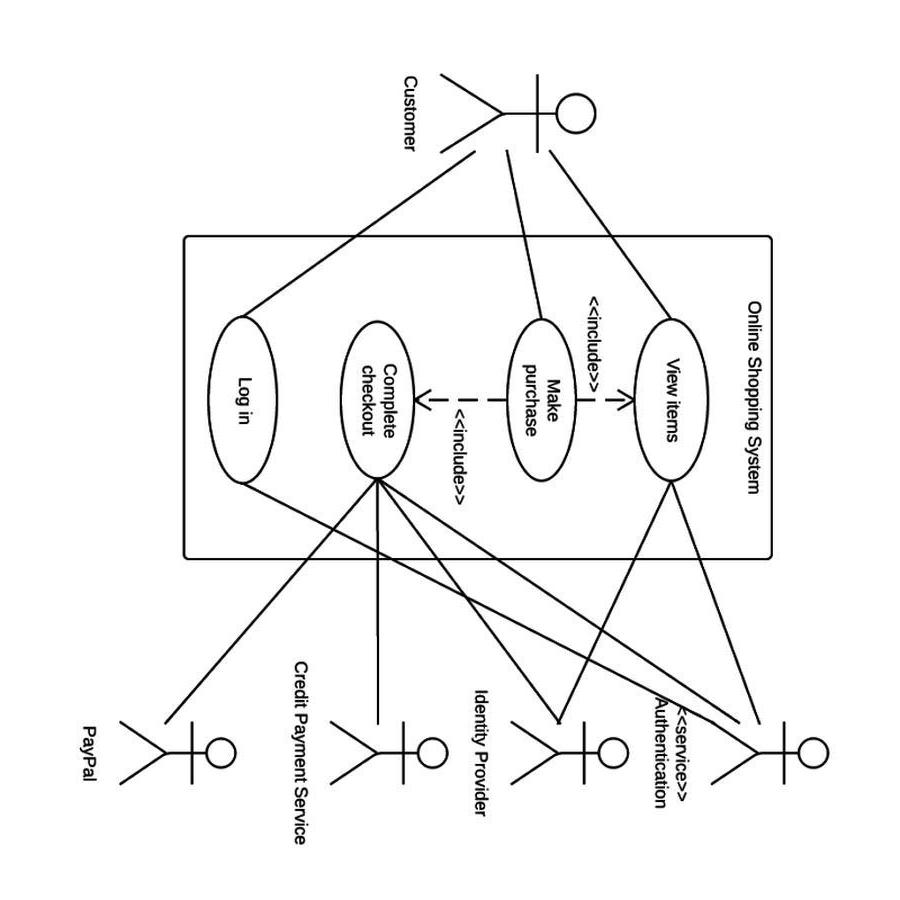 Online Shopping System
Customer
View items
<<include>>
Make
purchase
<<include>>
Complete
checkout
Log in
<<service>>
Authentication
Identity Provider
Credit Payment Service
PayPal